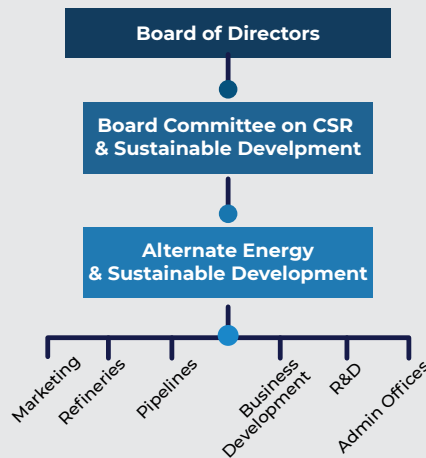 Board of Directors
Board Committee on CSR
& Sustainable Develpment
Alternate Energy
& Sustainable Development
Marketing
Refineries
Pipelines
Business
Development
R&D
Admin Offices